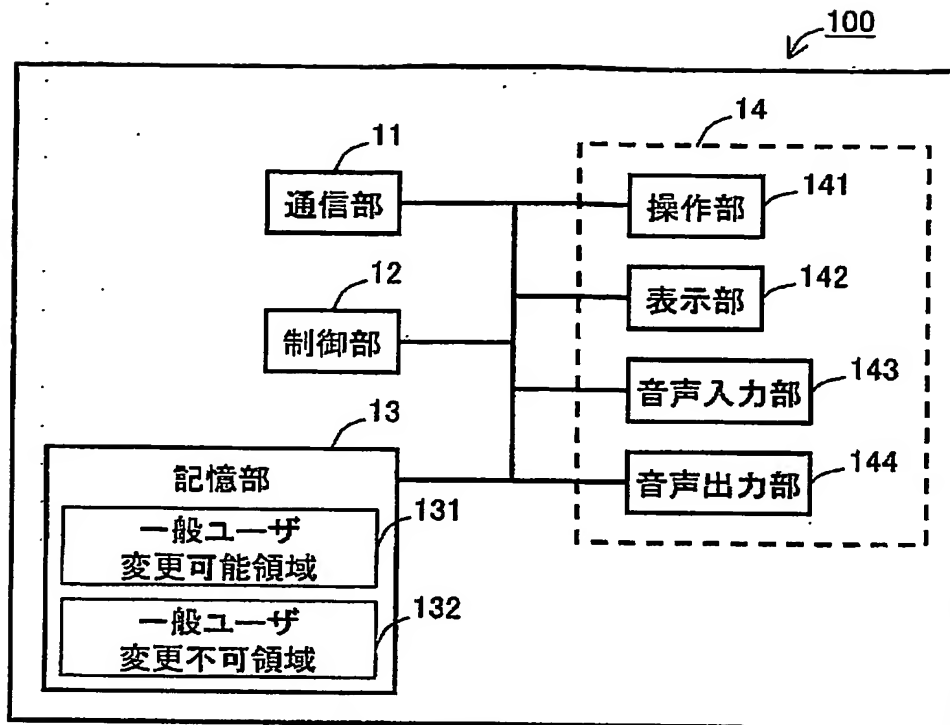 100
14
11
通信部
141
操作部
12
制御部
142
表示部
143
音声入力部
13
記憶部
144
音声出力部
131
一般ユーザ
変更可能領域
132
一般ユーザ
変更不可領域